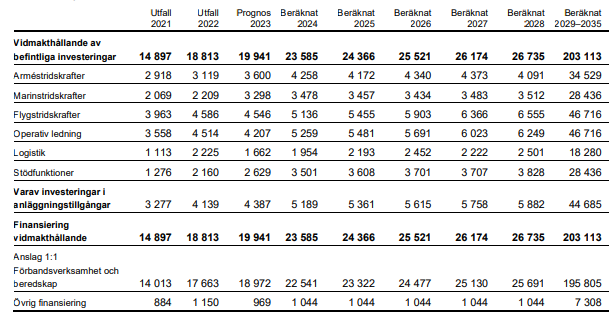 Utfall Utfall Prognos Beräknat Beräknat Beräknat Beräknat Beräknat Beräknat
2021 2022 2023 2024 2025 2026 2027 2028 2029–2035
Vidmakthållande av
befintliga investeringar 14 897 18 813 19 941 23 585 24 366 25 521 26 174 26 735 203 113
Arméstridskrafter 2 918 3 119 3 600 4 258 4 172 4 340 4 373 4 091 34 529
Marinstridskrafter 2 069 2 209 3 298 3 478 3 457 3 434 3 483 3 512 28 436
Flygstridskrafter 3 963 4 586 4 546 5 136 5 455 5 903 6 366 6 555 46 716
Operativ ledning 3 558 4 514 4 207 5 259 5 481 5 691 6 023 6 249 46 716
Logistik 1 113 2 225 1 662 1 954 2 193 2 452 2 222 2 501 18 280
Stödfunktioner 1 276 2 160 2 629 3 501 3 608 3 701 3 707 3 828 28 436
Varav investeringar i
anläggningstillgångar 3 277 4 139 4 387 5 189 5 361 5 615 5 758 5 882 44 685
Finansiering
vidmakthållande 14 897 18 813 19 941 23 585 24 366 25 521 26 174 26 735 203 113
Anslag 1:1
Förbandsverksamhet och
beredskap 14 013 17 663 18 972 22 541 23 322 24 477 25 130 25 691 195 805
Övrig finansiering 884 1 150 969 1 044 1 044 1 044 1 044 1 044 7 308